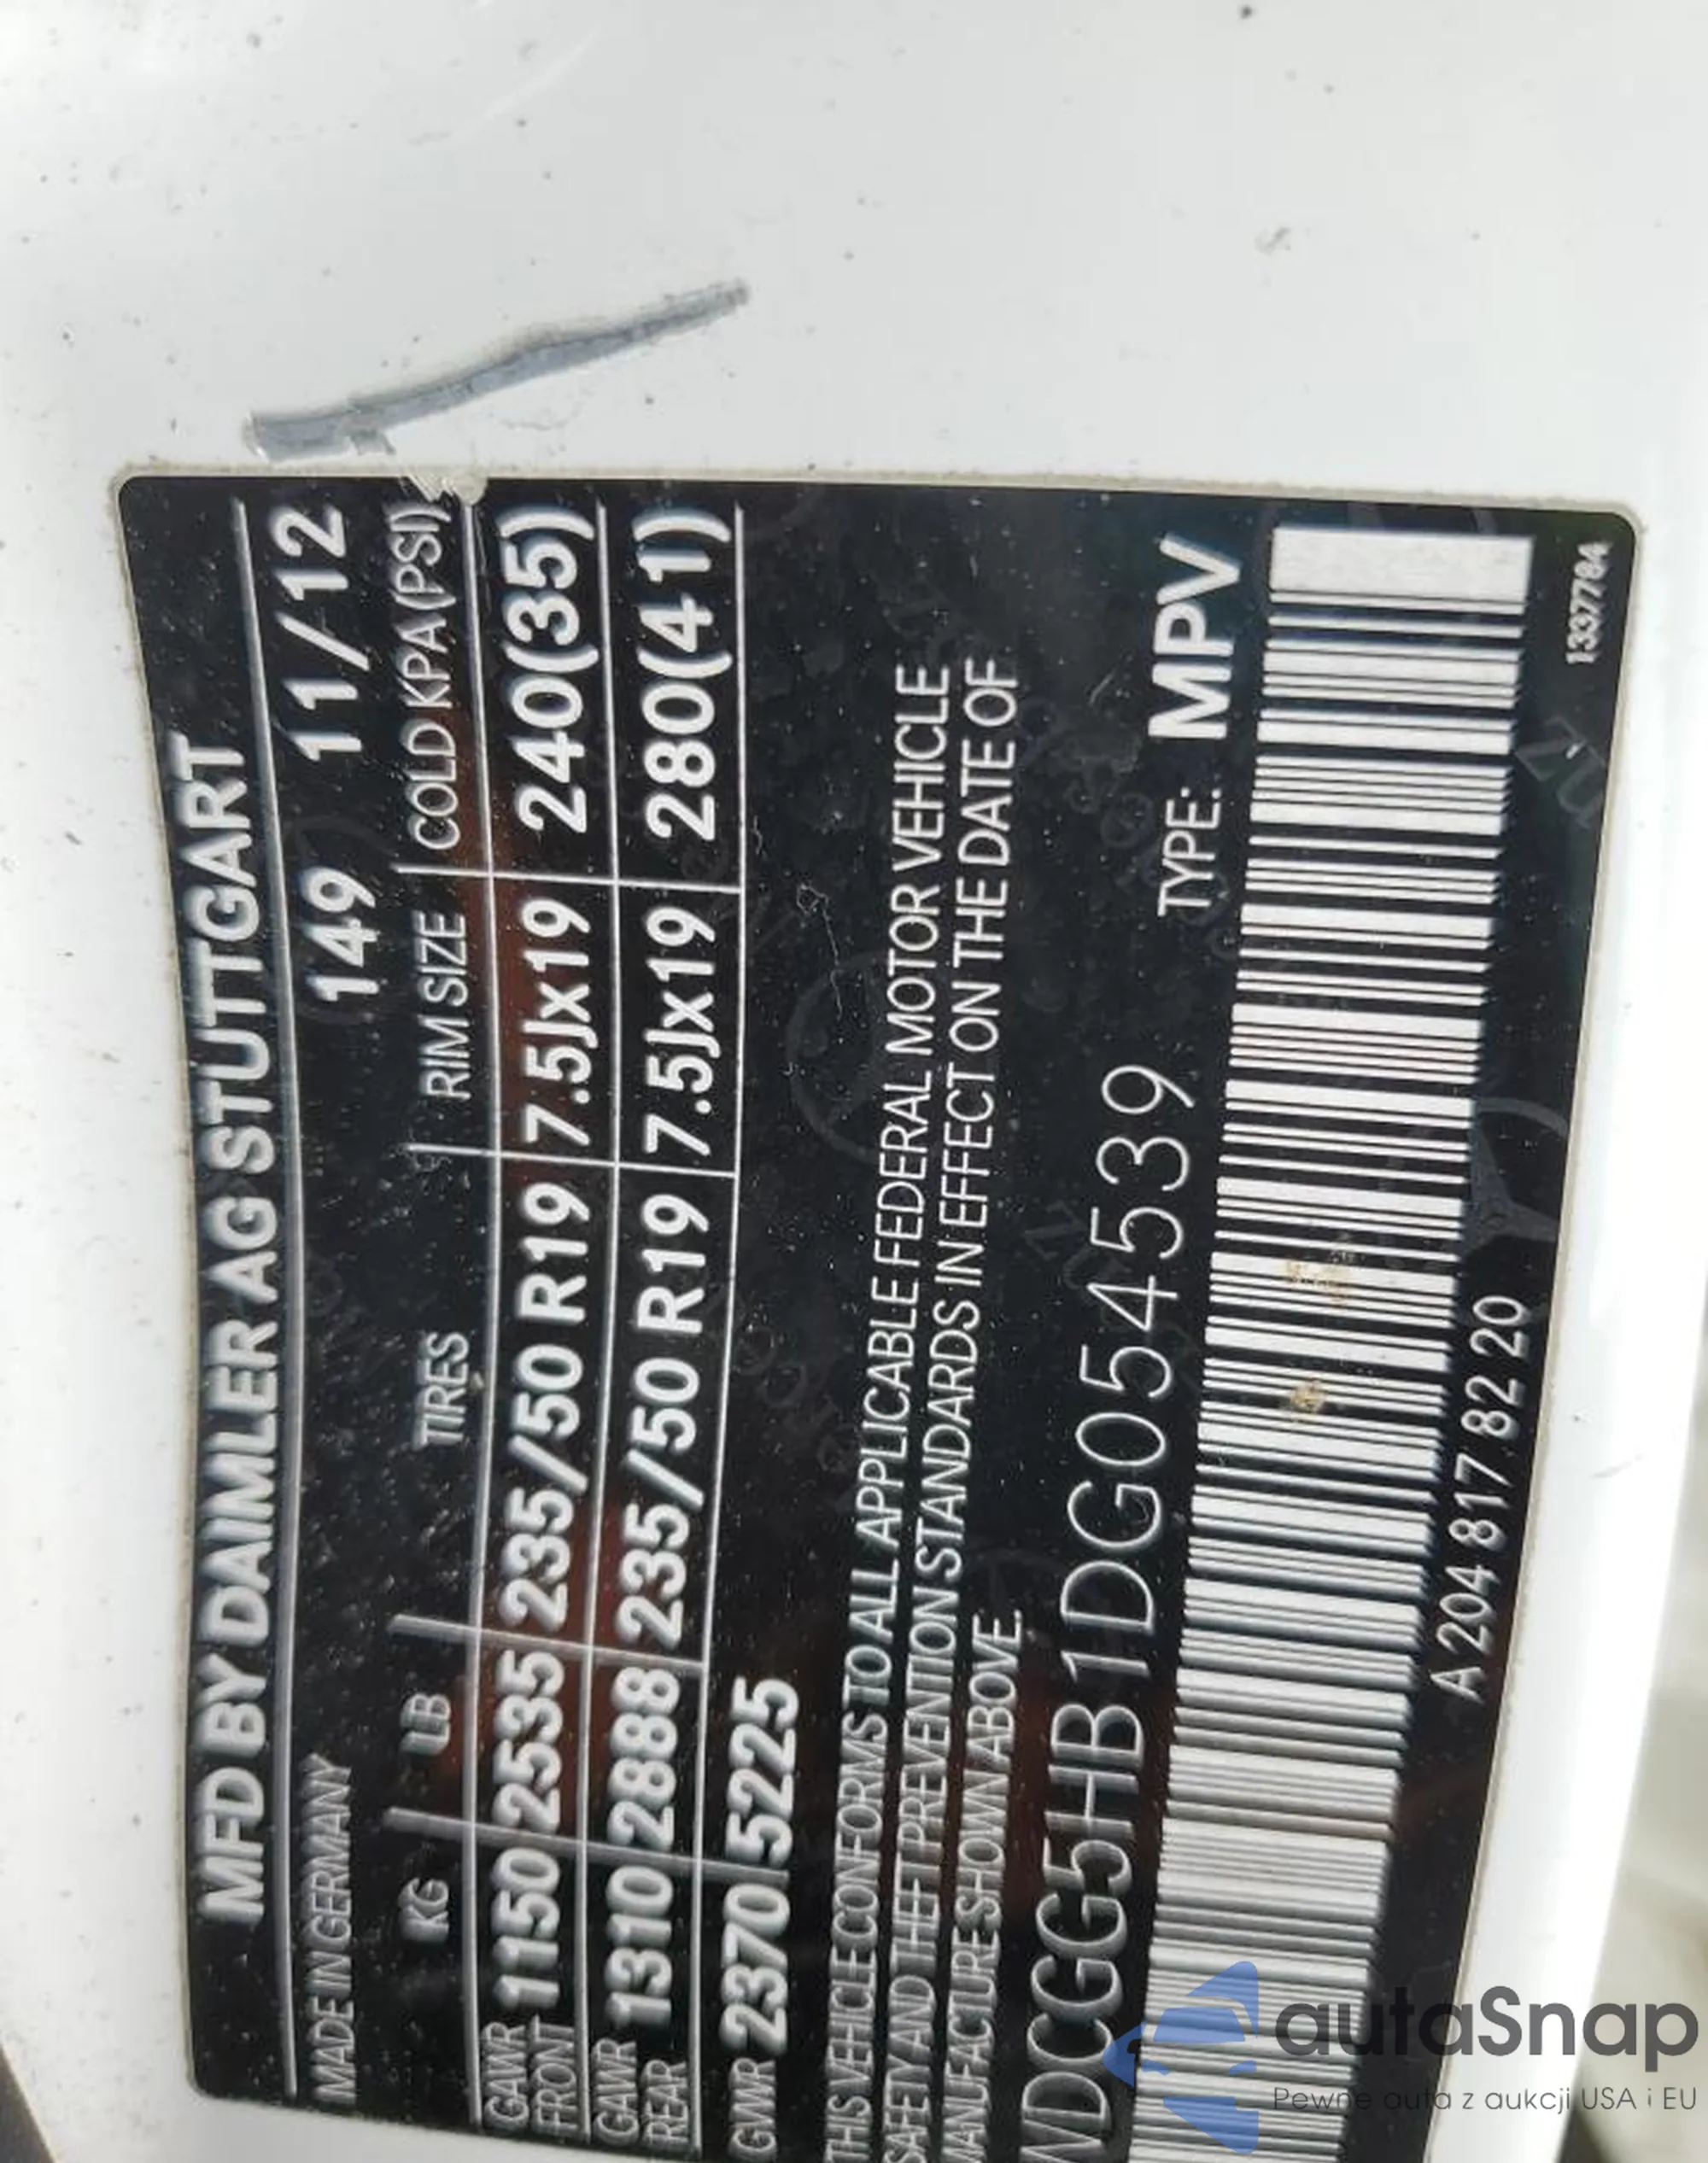 MFD BY DAIMLER AG STUTTGART
MADE IN GERMANY 149 11/12
KG LB TIRES RIM SIZE COLD KPA(PSI)
GAWR FRONT 1150 2535 235/50 R19 7.5Jx19 240(35)
GAWR REAR 1310 2888 235/50 R19 7.5Jx19 280(41)
GVWR 2370 5225
THIS VEHICLE CONFORMS TO ALL APPLICABLE FEDERAL MOTOR VEHICLE
SAFETY AND THEFT PREVENTION STANDARDS IN EFFECT ON THE DATE OF
MANUFACTURE SHOWN ABOVE.
WDCGG5HB1DG054539 TYPE: MPV
A 204 817 82 20
1337704
autaSnap
Pewne auta z aukcji USA i EU